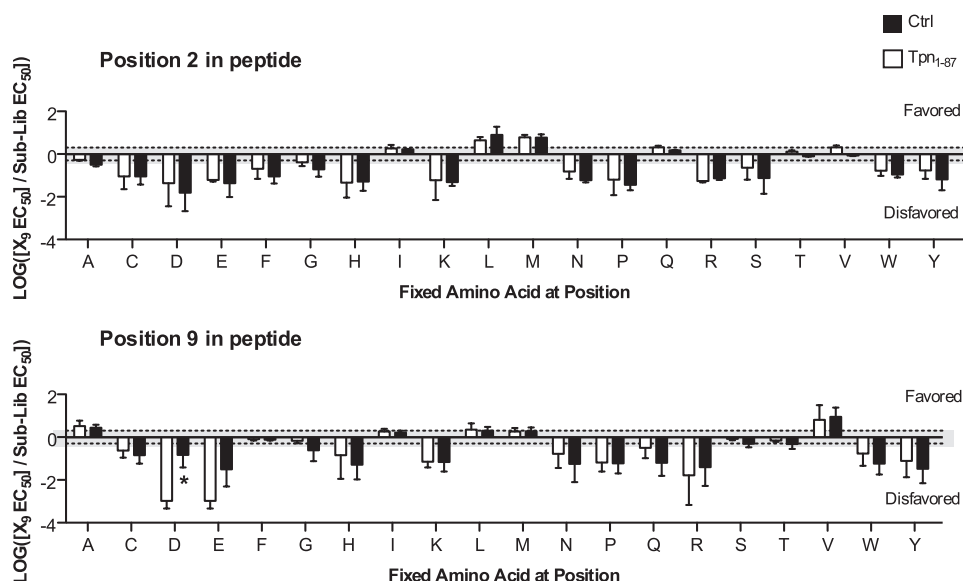 Ctrl
Tpn1-87
Position 2 in peptide
LOG([X9 EC50] / Sub-Lib EC50])
2
0
-2
-4
Favored
Disfavored
A C D E F G H I K L M N P Q R S T V W Y
Fixed Amino Acid at Position
Position 9 in peptide
LOG([X9 EC50] / Sub-Lib EC50])
2
0
-2
-4
Favored
*
Disfavored
A C D E F G H I K L M N P Q R S T V W Y
Fixed Amino Acid at Position